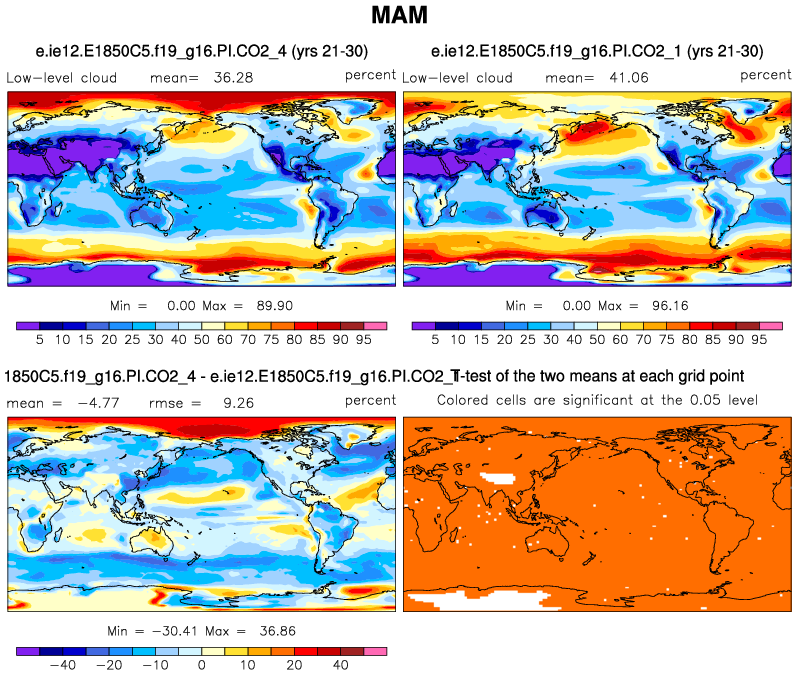 MAM
e.ie12.E1850C5.f19_g16.PI.CO2_4 (yrs 21-30)
e.ie12.E1850C5.f19_g16.PI.CO2_1 (yrs 21-30)
Low-level cloud mean= 36.28 percent
Low-level cloud mean= 41.06 percent
Min = 0.00 Max = 89.90
Min = 0.00 Max = 96.16
5 10 15 20 25 30 40 50 60 70 80 85 90 95
5 10 15 20 25 30 40 50 60 70 80 85 90 95
1850C5.f19_g16.PI.CO2_4 - e.ie12.E1850C5.f19_g16.PI.CO2_1
T-test of the two means at each grid point
mean = -4.77 rmse = 9.26 percent
Colored cells are significant at the 0.05 level
Min = -30.41 Max = 36.86
-40 -20 -10 0 10 20 40